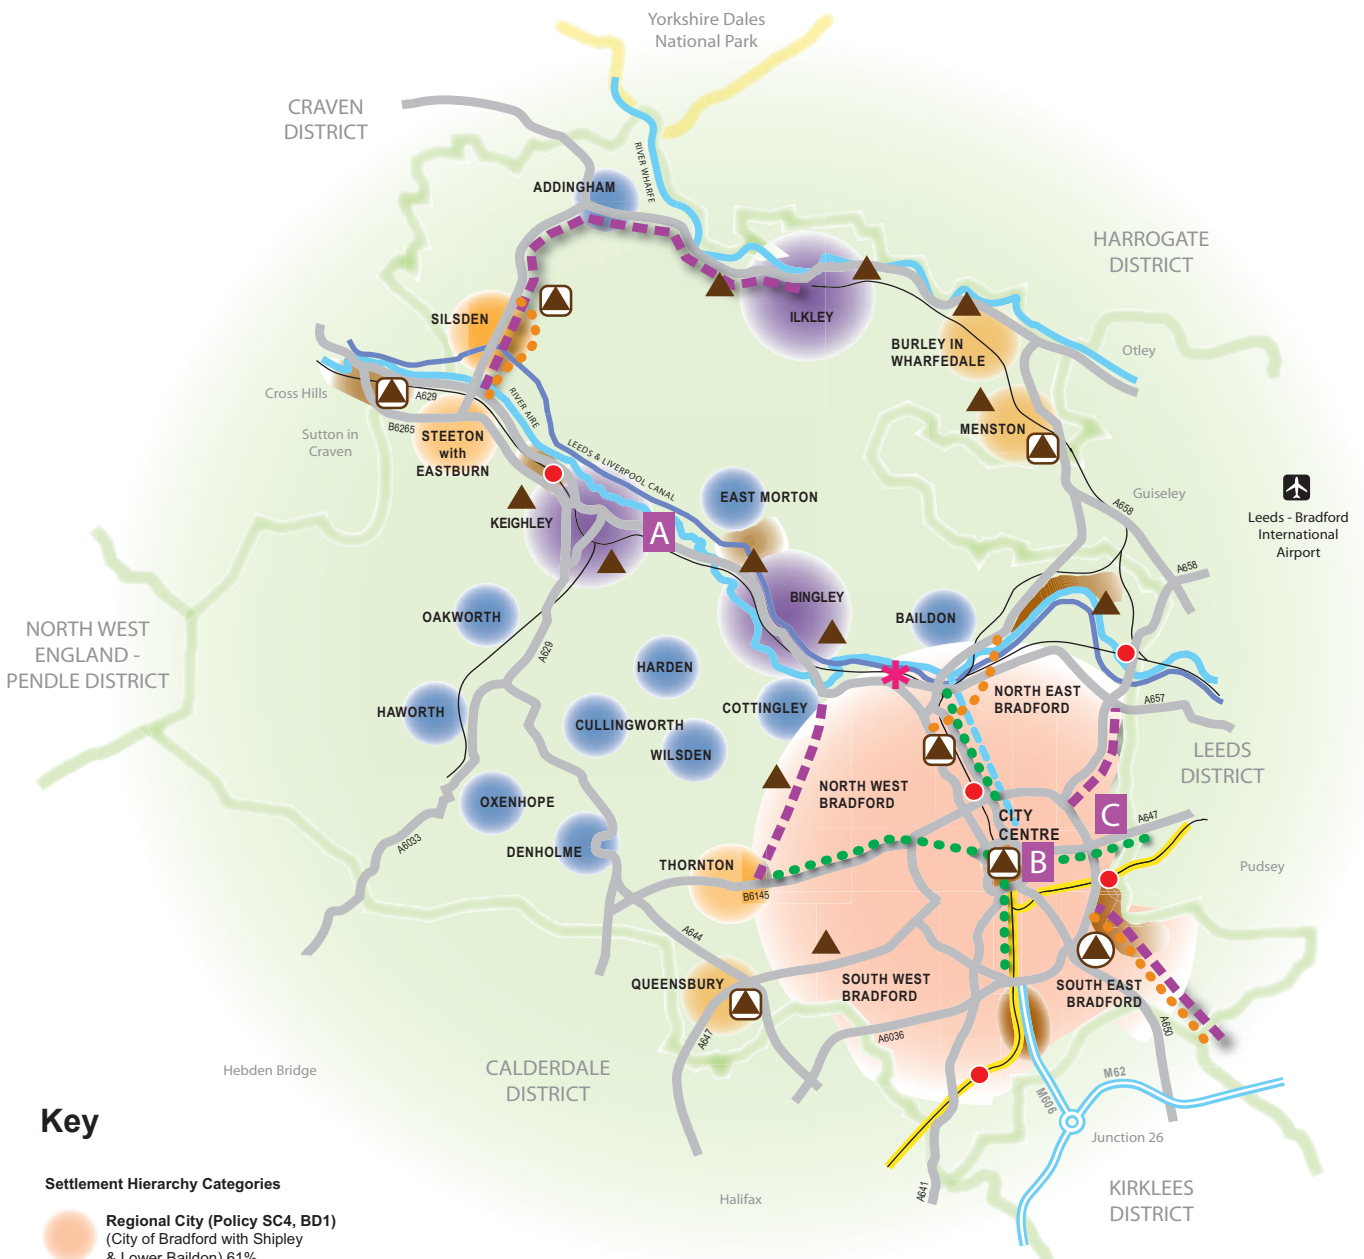 Yorkshire Dales
National Park
CRAVEN
DISTRICT
RIVER WHARFE
ADDINGHAM
HARROGATE
DISTRICT
SILSDEN
ILKLEY
BURLEY IN
WHARFEDALE
Otley
Cross Hills
A629
RIVER AIRE
B6265
Sutton in
Craven
STEETON
with
EASTBURN
MENSTON
LEEDS & LIVERPOOL CANAL
EAST MORTON
Guiseley
A658
Leeds - Bradford
International
Airport
KEIGHLEY
A
A658
BINGLEY
OAKWORTH
BAILDON
NORTH WEST
ENGLAND -
PENDLE DISTRICT
A629
HARDEN
HAWORTH
COTTINGLEY
CULLINGWORTH
WILSDEN
NORTH EAST
BRADFORD
A657
LEEDS
DISTRICT
OXENHOPE
NORTH WEST
BRADFORD
CITY
CENTRE
C
A647
A6033
DENHOLME
THORNTON
B
Pudsey
B6145
A644
QUEENSBURY
SOUTH WEST
BRADFORD
SOUTH EAST
BRADFORD
A650
A647
A6036
Hebden Bridge
CALDERDALE
DISTRICT
M62
M606
Junction 26
A641
Halifax
KIRKLEES
DISTRICT
Key
Settlement Hierarchy Categories
Regional City (Policy SC4, BD1)
(City of Bradford with Shipley
& Lower Baildon) 61%